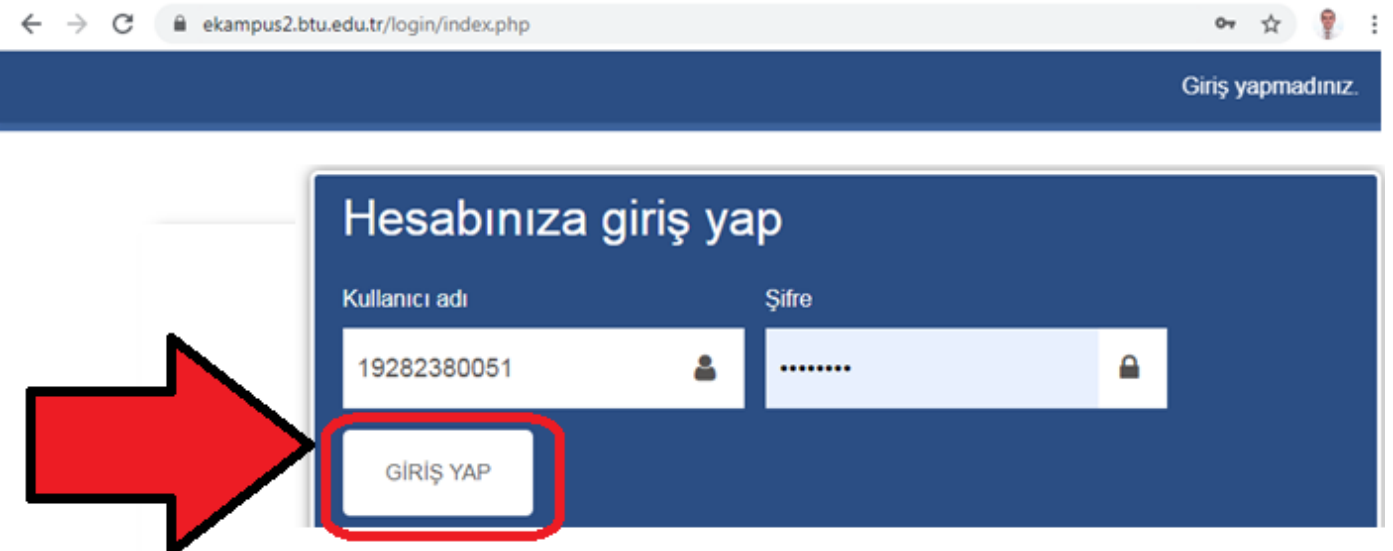 ekampus2.btu.edu.tr/login/index.php
Giriş yapmadınız.
Hesabınıza giriş yap
Kullanıcı adı
Şifre
19282380051
••••••••
GİRİŞ YAP